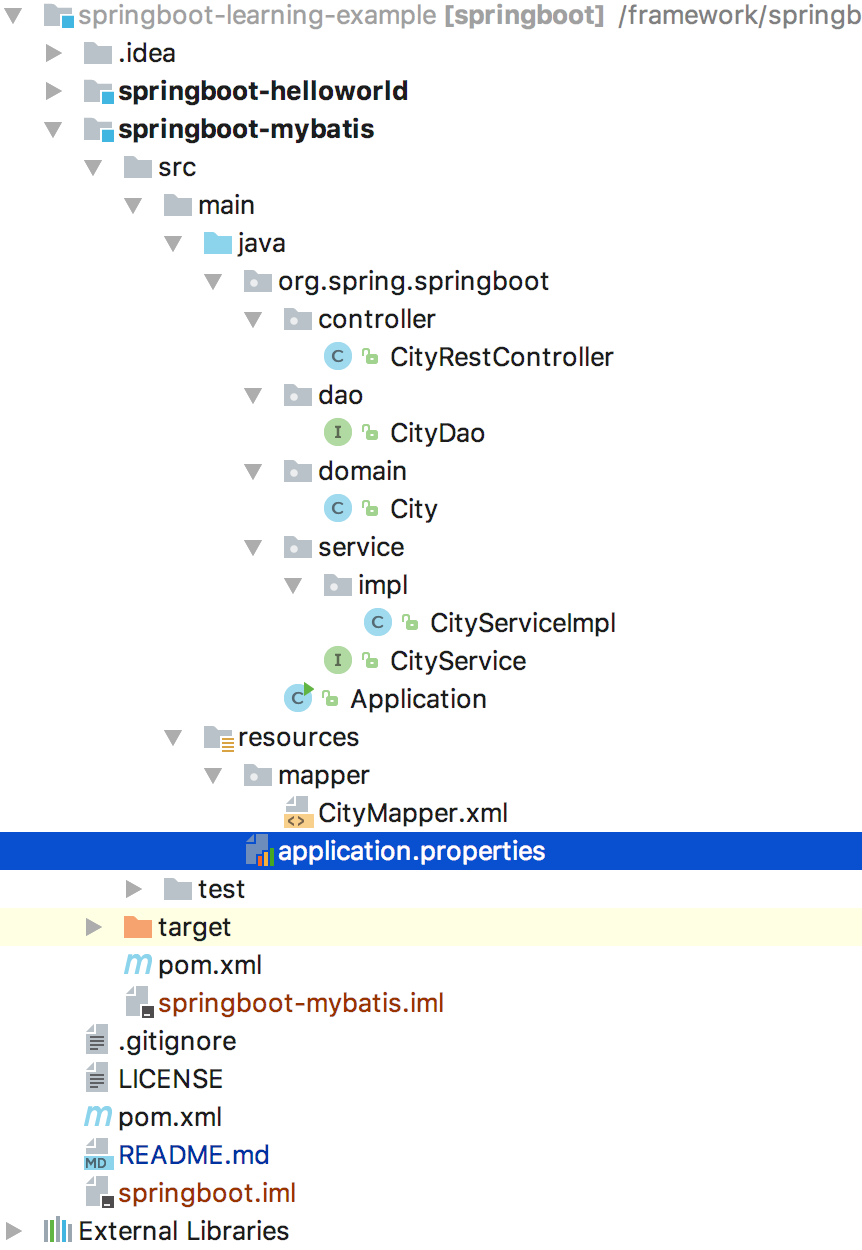 springboot-learning-example [springboot] /framework/springb
.idea
springboot-helloworld
springboot-mybatis
src
main
java
org.spring.springboot
controller
C CityRestController
dao
I CityDao
domain
C City
service
impl
C CityServiceImpl
I CityService
C Application
resources
mapper
<> CityMapper.xml
application.properties
test
target
m pom.xml
springboot-mybatis.iml
.gitignore
LICENSE
m pom.xml
MD README.md
springboot.iml
External Libraries